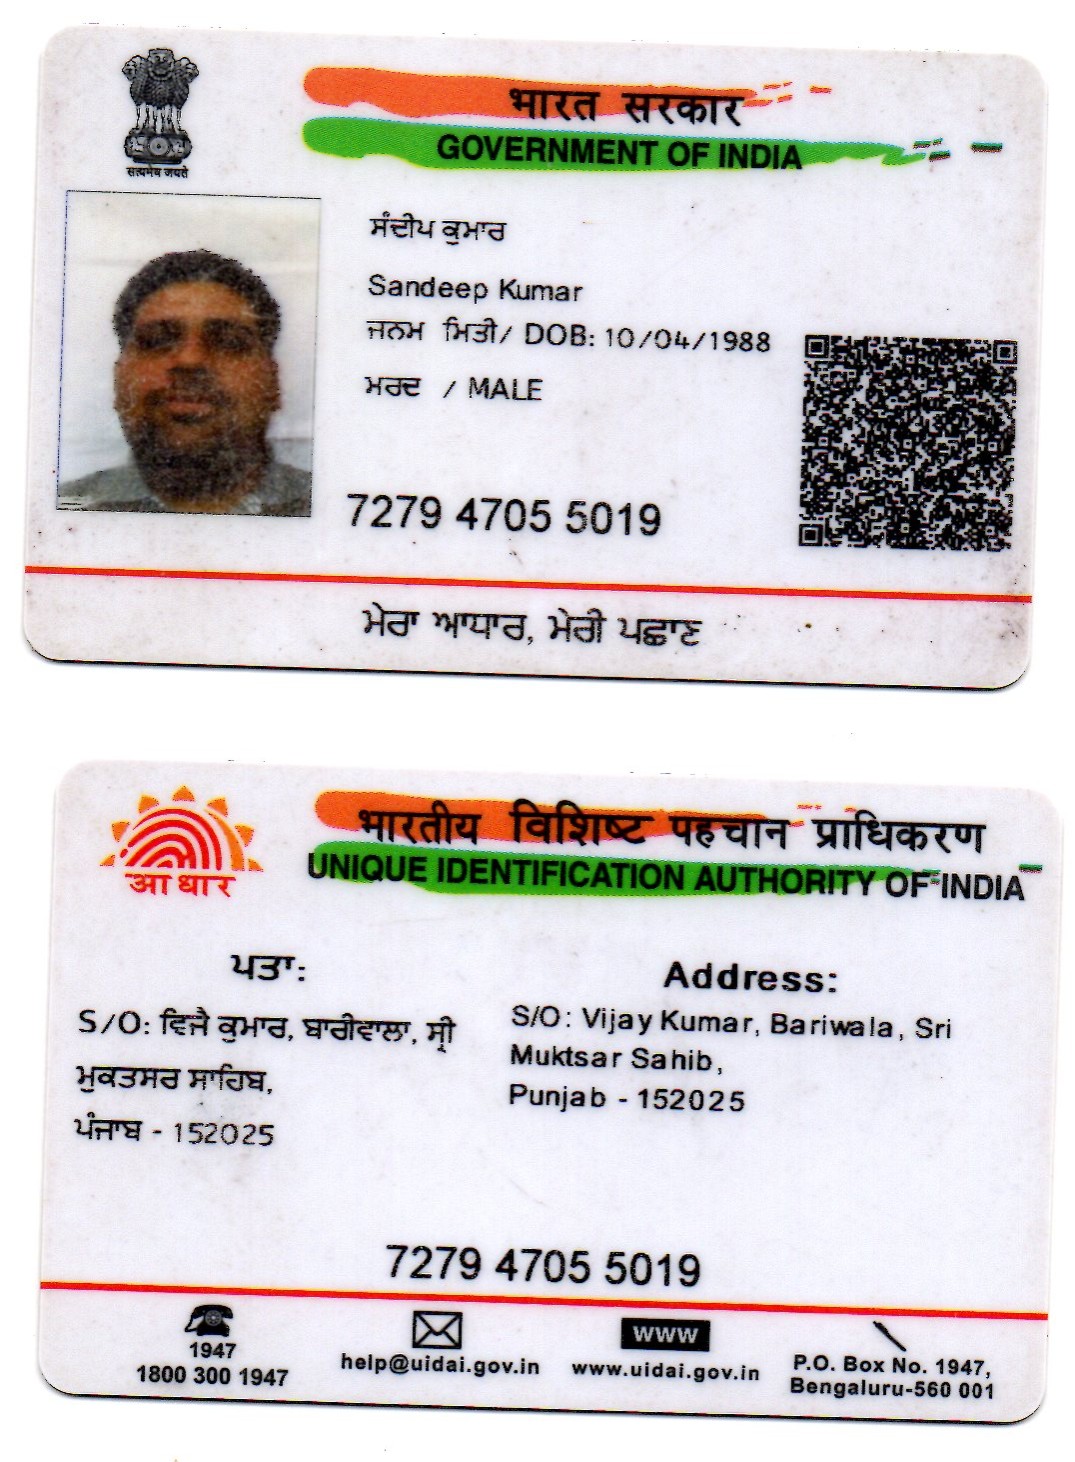 भारत सरकार
GOVERNMENT OF INDIA
सत्यमेव जयते
ਸੰਦੀਪ ਕੁਮਾਰ
Sandeep Kumar
ਜਨਮ ਮਿਤੀ/ DOB: 10/04/1988
ਮਰਦ / MALE
7279 4705 5019
ਮੇਰਾ ਆਧਾਰ, ਮੇਰੀ ਪਛਾਣ
भारतीय विशिष्ट पहचान प्राधिकरण
UNIQUE IDENTIFICATION AUTHORITY OF INDIA
आधार
ਪਤਾ:
S/O: ਵਿਜੈ ਕੁਮਾਰ, ਬਾਰੀਵਾਲਾ, ਸ੍ਰੀ
ਮੁਕਤਸਰ ਸਾਹਿਬ,
ਪੰਜਾਬ - 152025
Address:
S/O: Vijay Kumar, Bariwala, Sri
Muktsar Sahib,
Punjab - 152025
7279 4705 5019
1947
1800 300 1947
help@uidai.gov.in
www
www.uidai.gov.in
P.O. Box No. 1947,
Bengaluru-560 001